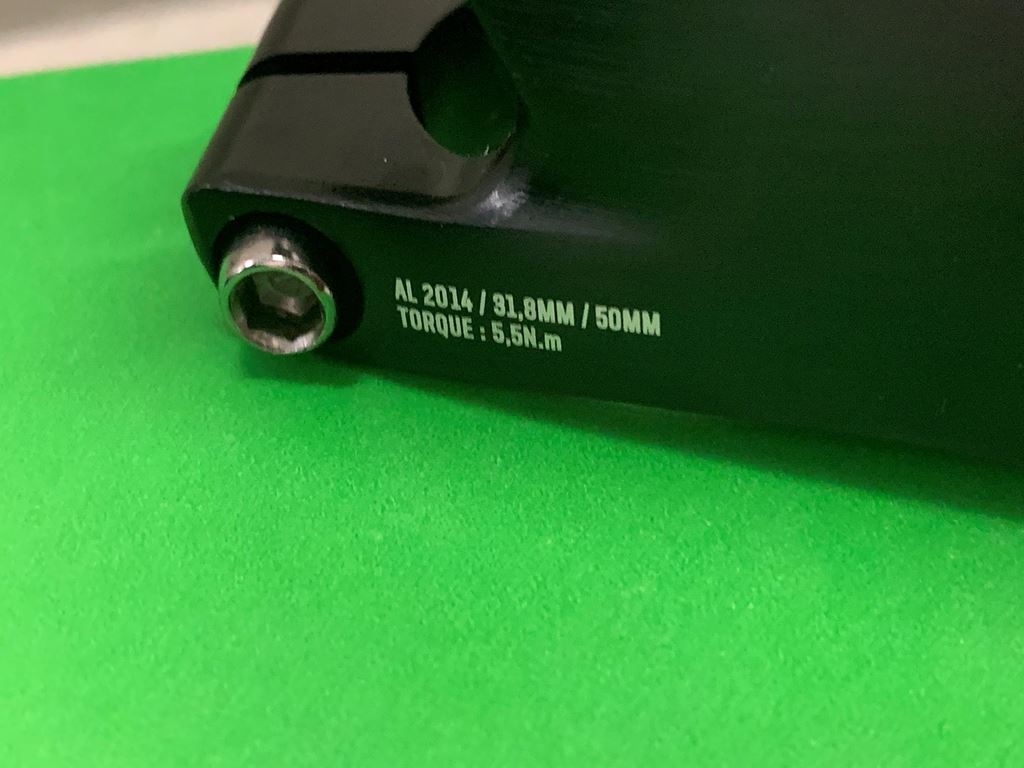 AL 2014 / 31,8MM / 50MM
TORQUE : 5,5N.m